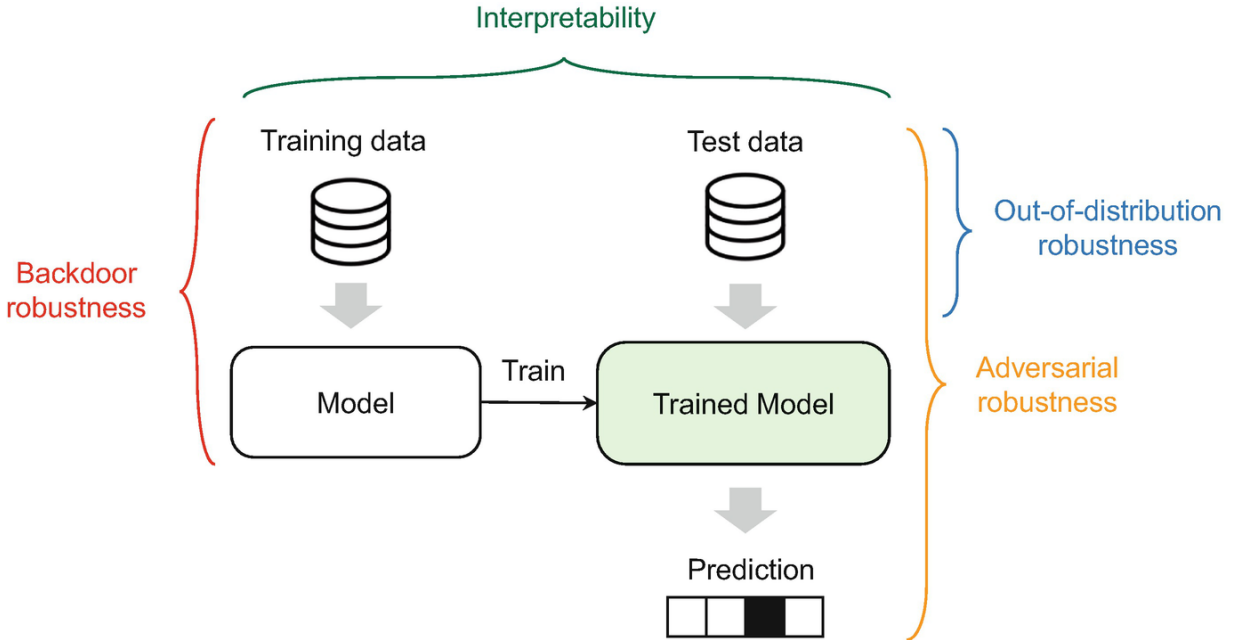 Interpretability
Training data
Test data
Out-of-distribution
robustness
Backdoor
robustness
Train
Model
Trained Model
Adversarial
robustness
Prediction